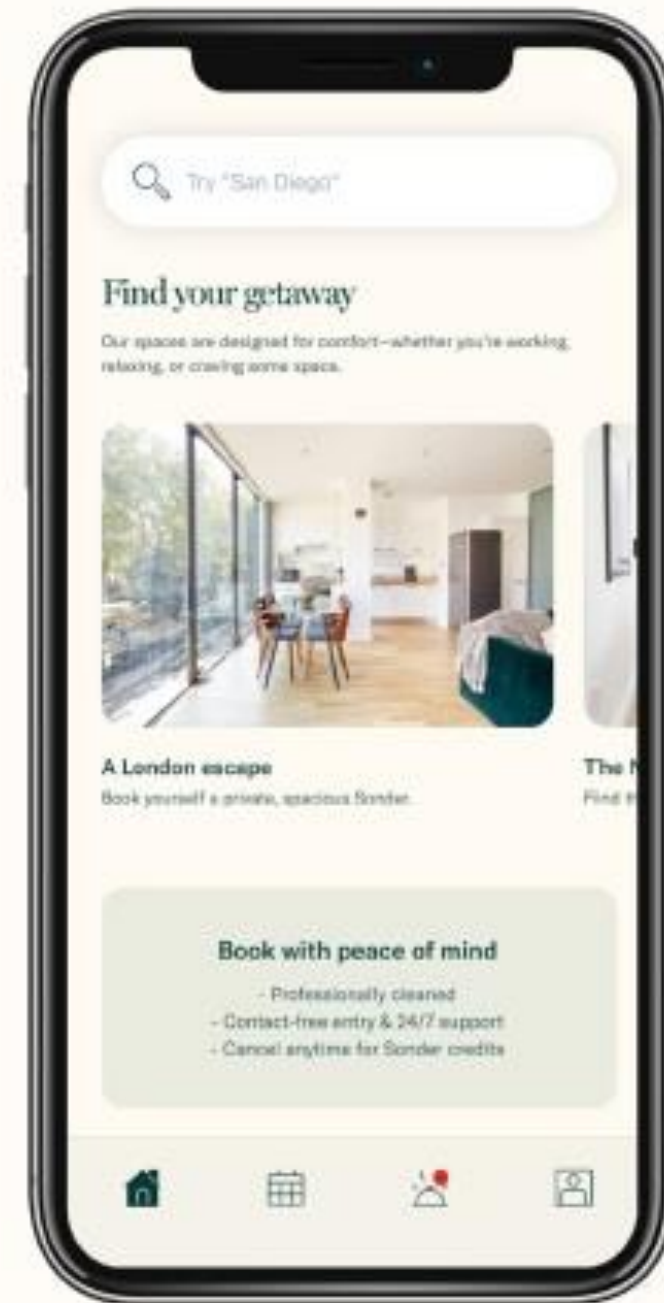 Try "San Diego"
Find your getaway
Our spaces are designed for comfort—whether you're working,
relaxing, or craving some space.
A London escape
The
Book yourself a private, spacious Sonder.
Find
Book with peace of mind
- Professionally cleaned
- Contact-free entry & 24/7 support
- Cancel anytime for Sonder credits